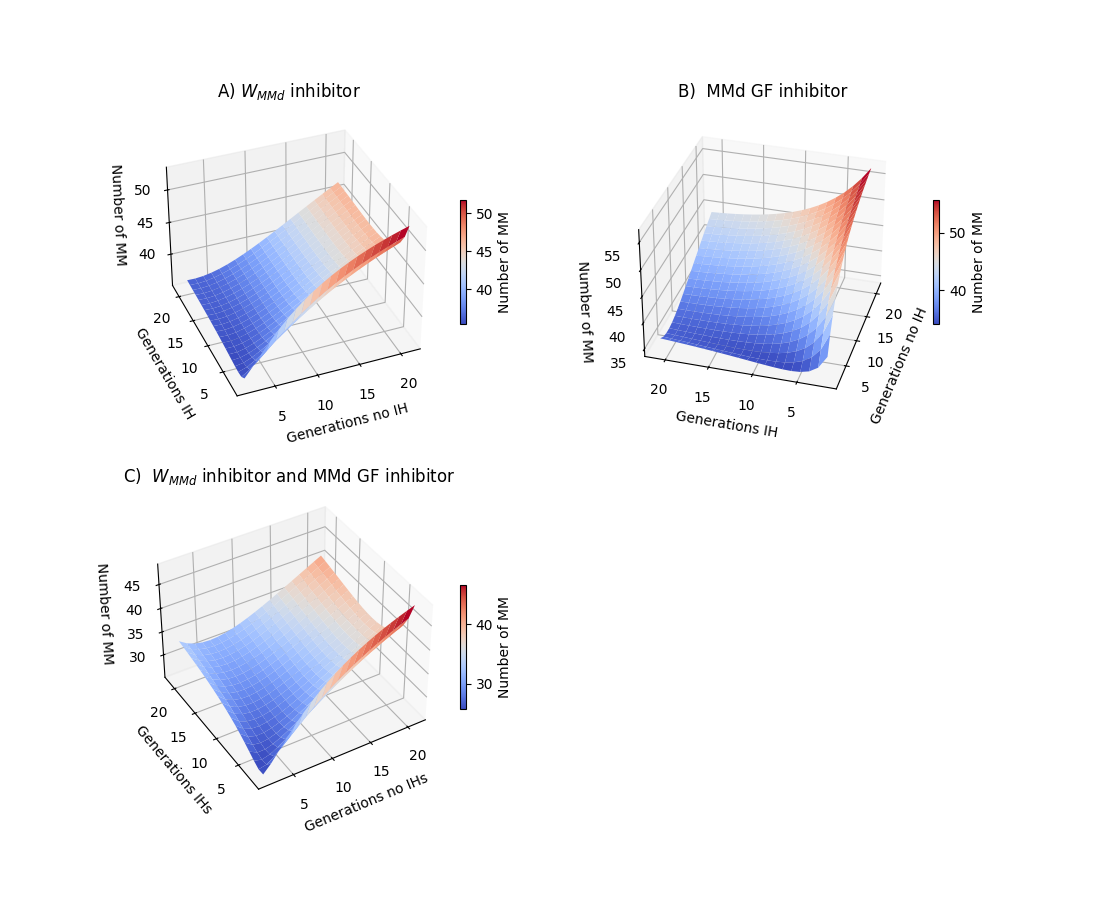 A) W_MMd inhibitor
Number of MM
50
45
40
20
15
10
5
Generations IH
5
10
15
20
Generations no IH
50
45
40
Number of MM
B)  MMd GF inhibitor
Number of MM
55
50
45
40
35
20
15
10
5
Generations IH
20
15
10
5
Generations no IH
50
40
Number of MM
C)  W_MMd inhibitor and MMd GF inhibitor
Number of MM
45
40
35
30
20
15
10
5
Generations IHs
5
10
15
20
Generations no IHs
40
30
Number of MM